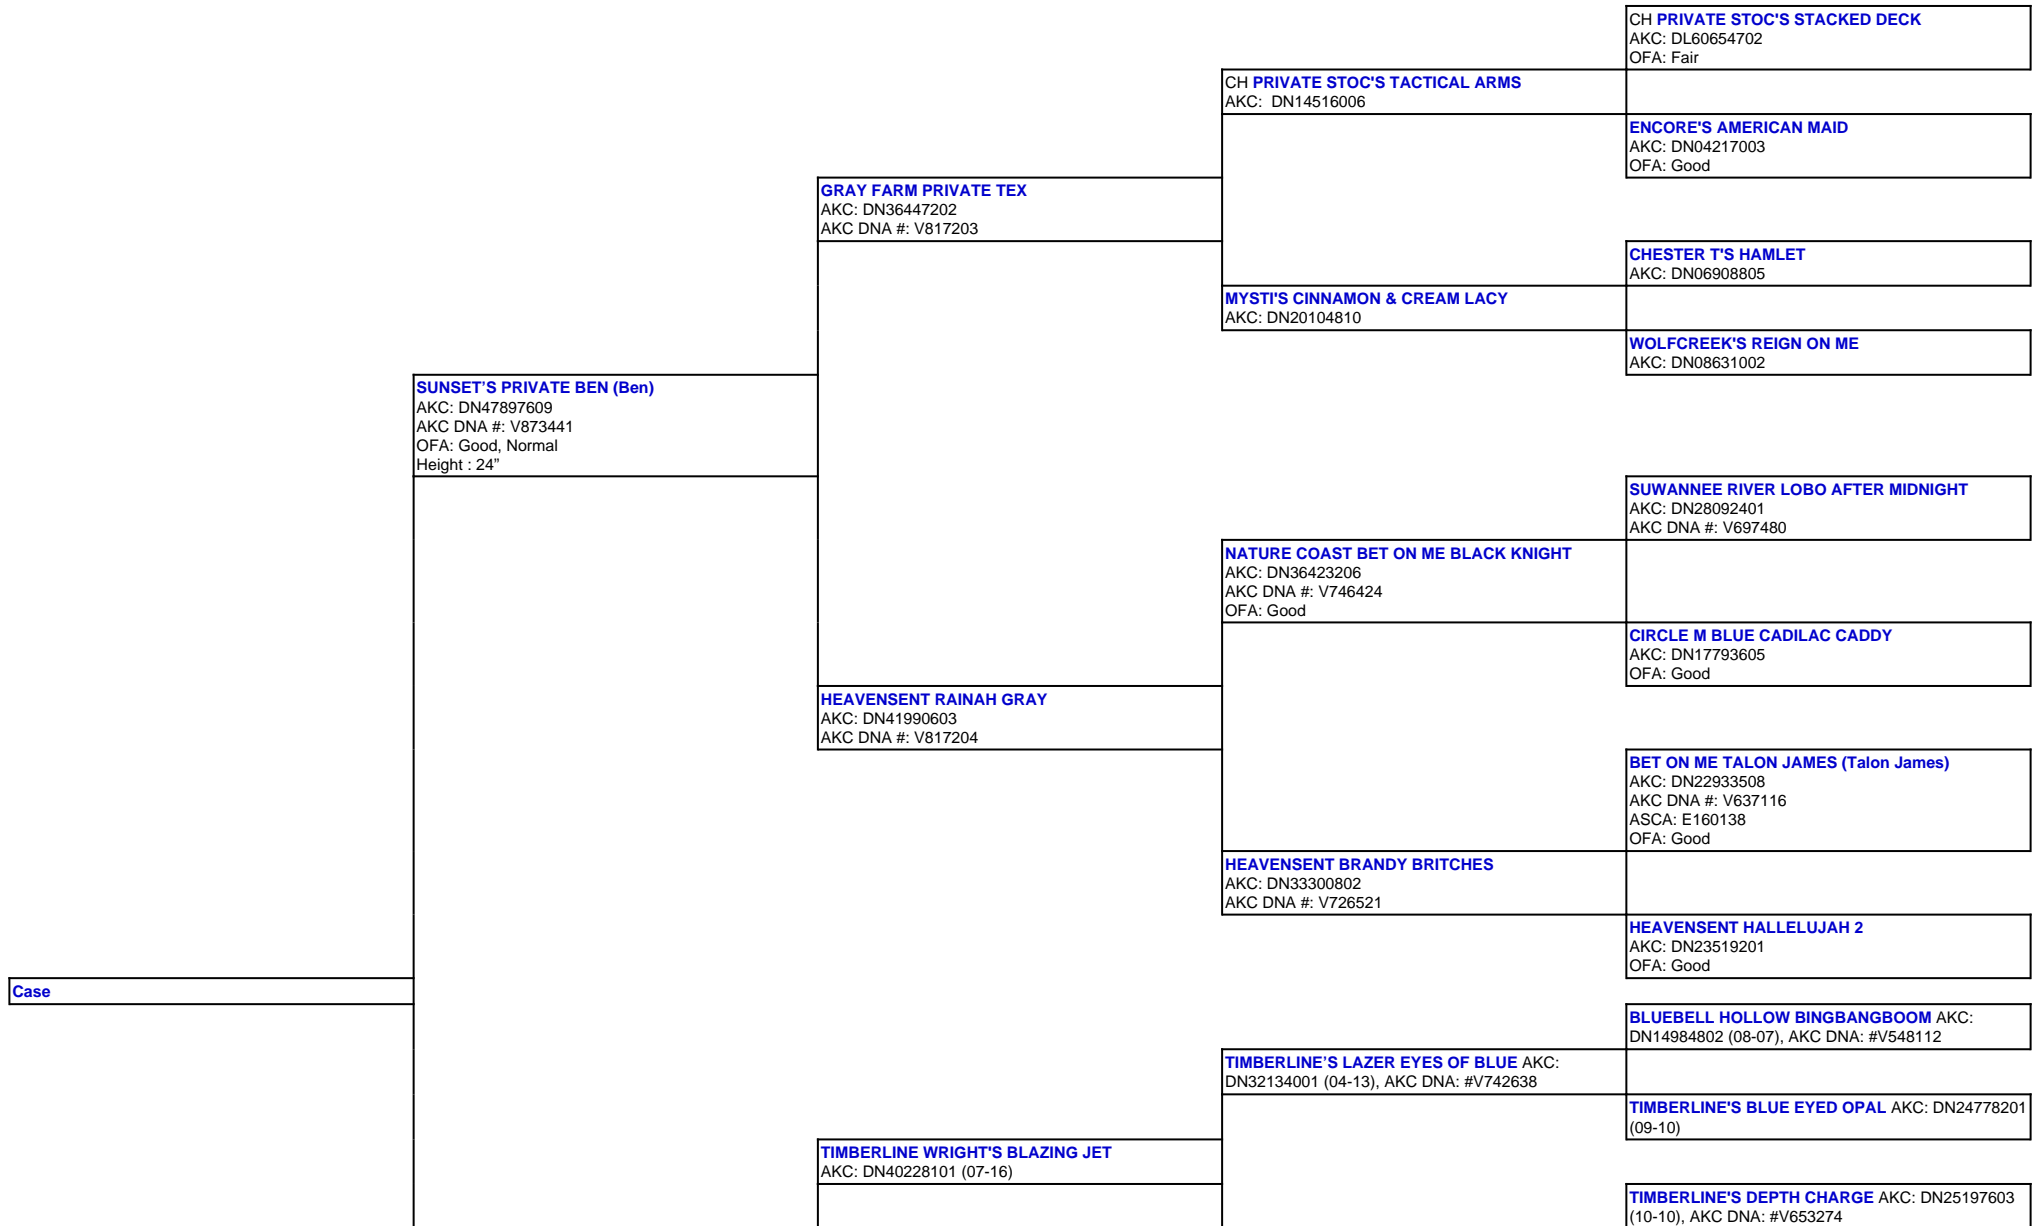 CH PRIVATE STOC'S STACKED DECK
AKC: DL60654702
OFA: Fair
CH PRIVATE STOC'S TACTICAL ARMS
AKC:  DN14516006
ENCORE'S AMERICAN MAID
AKC: DN04217003
OFA: Good
GRAY FARM PRIVATE TEX
AKC: DN36447202
AKC DNA #: V817203
CHESTER T'S HAMLET
AKC: DN06908805
MYSTI'S CINNAMON & CREAM LACY
AKC: DN20104810
WOLFCREEK'S REIGN ON ME
AKC: DN08631002
SUNSET’S PRIVATE BEN (Ben)
AKC: DN47897609
AKC DNA #: V873441
OFA: Good, Normal
Height : 24”
SUWANNEE RIVER LOBO AFTER MIDNIGHT
AKC: DN28092401
AKC DNA #: V697480
NATURE COAST BET ON ME BLACK KNIGHT
AKC: DN36423206
AKC DNA #: V746424
OFA: Good
CIRCLE M BLUE CADILAC CADDY
AKC: DN17793605
OFA: Good
HEAVENSENT RAINAH GRAY
AKC: DN41990603
AKC DNA #: V817204
BET ON ME TALON JAMES (Talon James)
AKC: DN22933508
AKC DNA #: V637116
ASCA: E160138
OFA: Good
HEAVENSENT BRANDY BRITCHES
AKC: DN33300802
AKC DNA #: V726521
HEAVENSENT HALLELUJAH 2
AKC: DN23519201
OFA: Good
Case
BLUEBELL HOLLOW BINGBANGBOOM AKC:
DN14984802 (08-07), AKC DNA: #V548112
TIMBERLINE’S LAZER EYES OF BLUE AKC:
DN32134001 (04-13), AKC DNA: #V742638
TIMBERLINE'S BLUE EYED OPAL AKC: DN24778201
(09-10)
TIMBERLINE WRIGHT'S BLAZING JET
AKC: DN40228101 (07-16)
TIMBERLINE'S DEPTH CHARGE AKC: DN25197603
(10-10), AKC DNA: #V653274